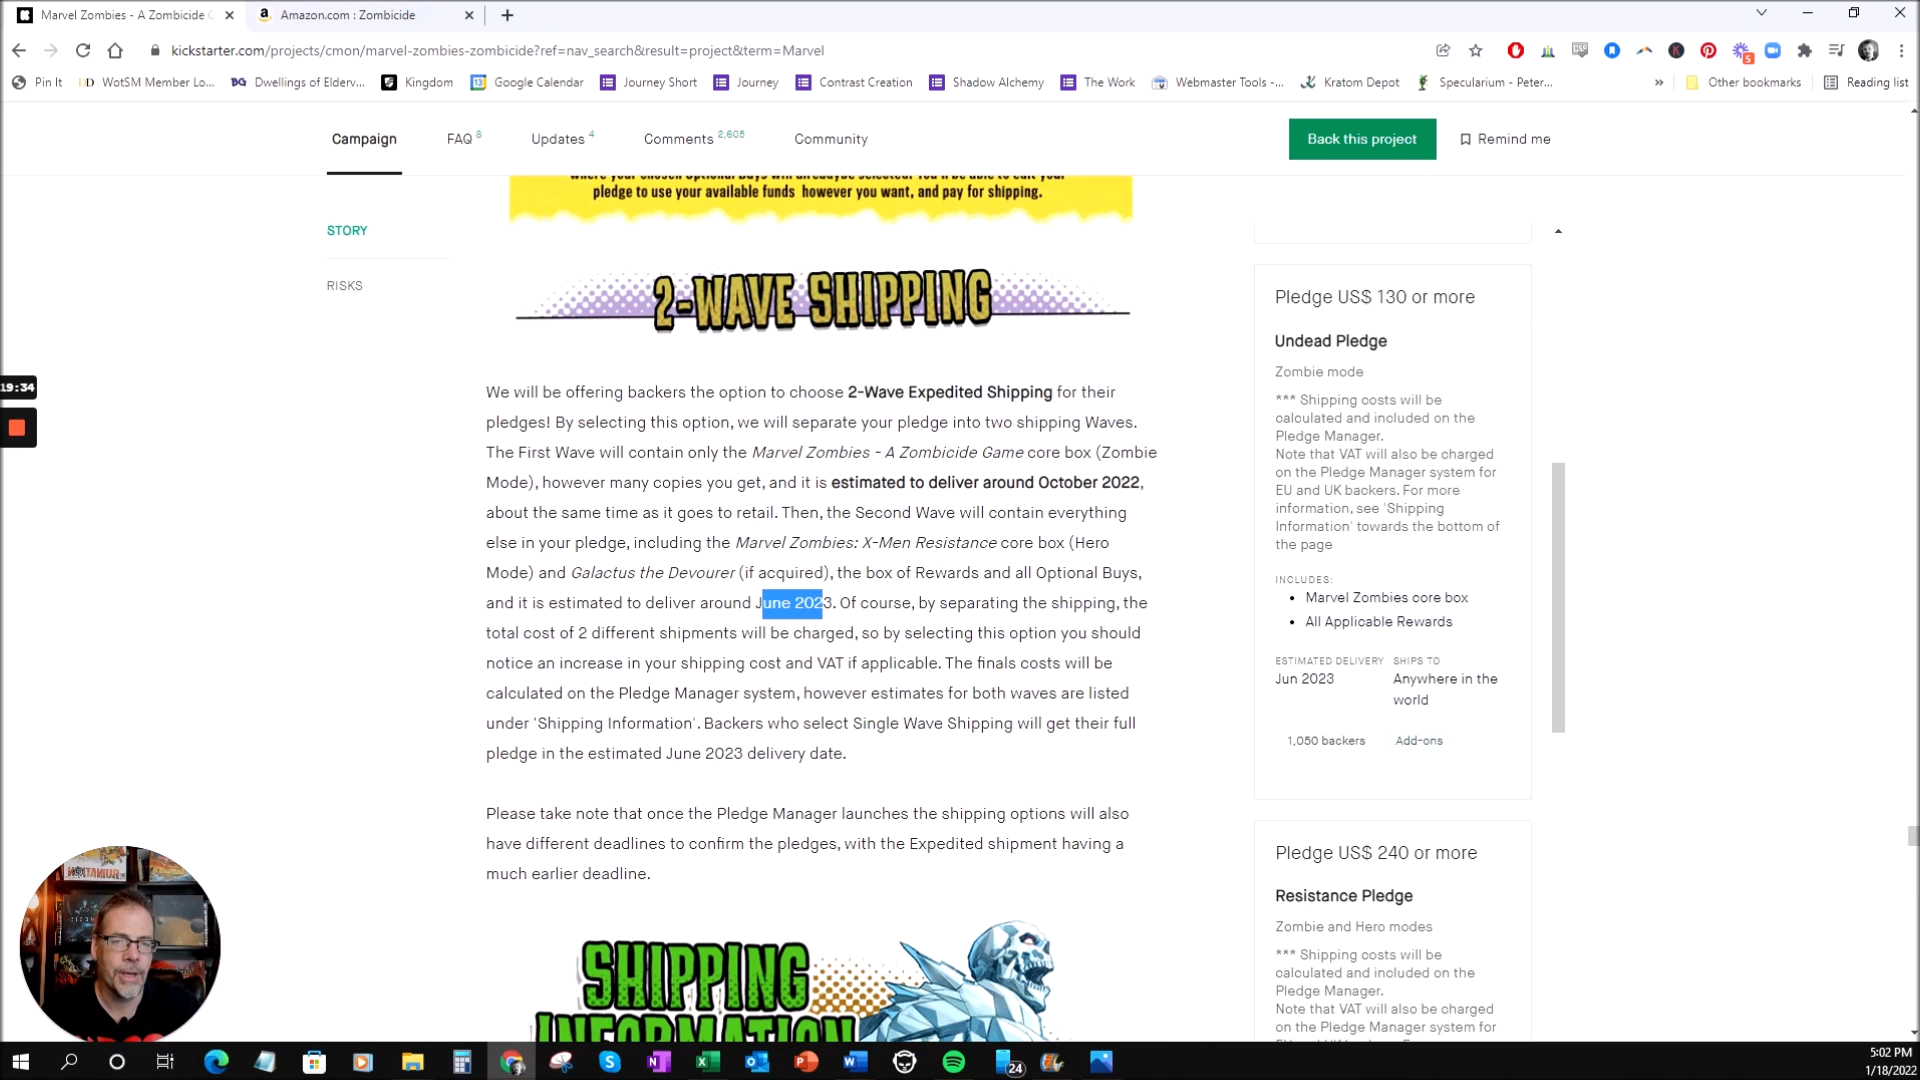 Marvel Zombies - A Zombicide G
Amazon.com : Zombicide
kickstarter.com/projects/cmon/marvel-zombies-zombicide?ref=nav_search&result=project&term=Marvel
Pin It
WotSM Member Lo...
Dwellings of Elderv...
Kingdom
Google Calendar
Journey Short
Journey
Contrast Creation
Shadow Alchemy
The Work
Webmaster Tools -...
Kratom Depot
Specularium - Peter...
»
Other bookmarks
Reading list
Campaign
FAQ 8
Updates 4
Comments 2,605
Community
Back this project
Remind me
STORY
RISKS
pledge to use your available funds however you want, and pay for shipping.
2-WAVE SHIPPING
We will be offering backers the option to choose 2-Wave Expedited Shipping for their
pledges! By selecting this option, we will separate your pledge into two shipping Waves.
The First Wave will contain only the Marvel Zombies - A Zombicide Game core box (Zombie
Mode), however many copies you get, and it is estimated to deliver around October 2022,
about the same time as it goes to retail. Then, the Second Wave will contain everything
else in your pledge, including the Marvel Zombies: X-Men Resistance core box (Hero
Mode) and Galactus the Devourer (if acquired), the box of Rewards and all Optional Buys,
and it is estimated to deliver around June 2023. Of course, by separating the shipping, the
total cost of 2 different shipments will be charged, so by selecting this option you should
notice an increase in your shipping cost and VAT if applicable. The finals costs will be
calculated on the Pledge Manager system, however estimates for both waves are listed
under 'Shipping Information'. Backers who select Single Wave Shipping will get their full
pledge in the estimated June 2023 delivery date.
Please take note that once the Pledge Manager launches the shipping options will also
have different deadlines to confirm the pledges, with the Expedited shipment having a
much earlier deadline.
SHIPPING
INFORMATION
Pledge US$ 130 or more
Undead Pledge
Zombie mode
*** Shipping costs will be
calculated and included on the
Pledge Manager.
Note that VAT will also be charged
on the Pledge Manager system for
EU and UK backers. For more
information, see 'Shipping
Information' towards the bottom of
the page
INCLUDES:
• Marvel Zombies core box
• All Applicable Rewards
ESTIMATED DELIVERY
Jun 2023
SHIPS TO
Anywhere in the
world
1,050 backers
Add-ons
Pledge US$ 240 or more
Resistance Pledge
Zombie and Hero modes
*** Shipping costs will be
calculated and included on the
Pledge Manager.
Note that VAT will also be charged
on the Pledge Manager system for
19:34
24
5:02 PM
1/18/2022